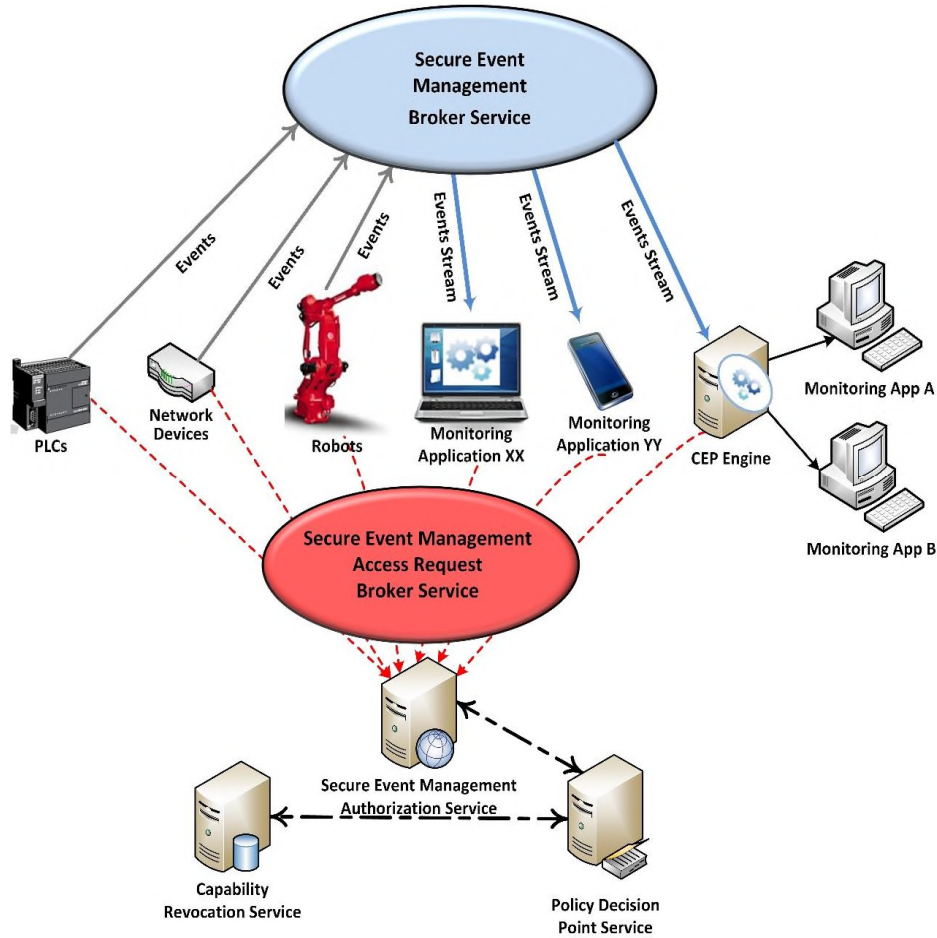 Secure Event
Management
Broker Service
Events
Events
Events
Events Stream
Events Stream
Events Stream
PLCs
Network
Devices
Robots
Monitoring
Application XX
Monitoring
Application YY
CEP Engine
Monitoring App A
Monitoring App B
Secure Event Management
Access Request
Broker Service
Secure Event Management
Authorization Service
Capability
Revocation Service
Policy Decision
Point Service